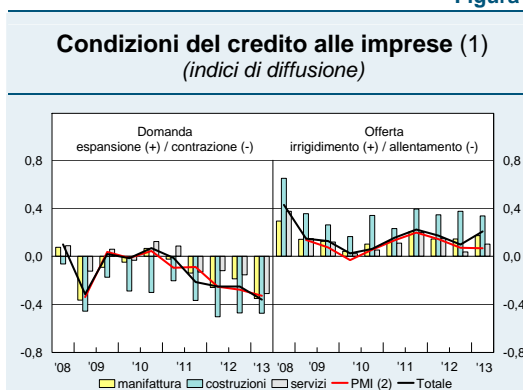 Figura
Condizioni del credito alle imprese (1)
(indici di diffusione)
Domanda
espansione (+) / contrazione (-)
Offerta
irrigidimento (+) / allentamento (-)
0,8 0,8
0,4 0,4
0,0 0,0
-0,4 -0,4
-0,8 -0,8
'08 '09 '10 '11 '12 '13 '08 '09 '10 '11 '12 '13
manifattura costruzioni servizi PMI (2) Totale